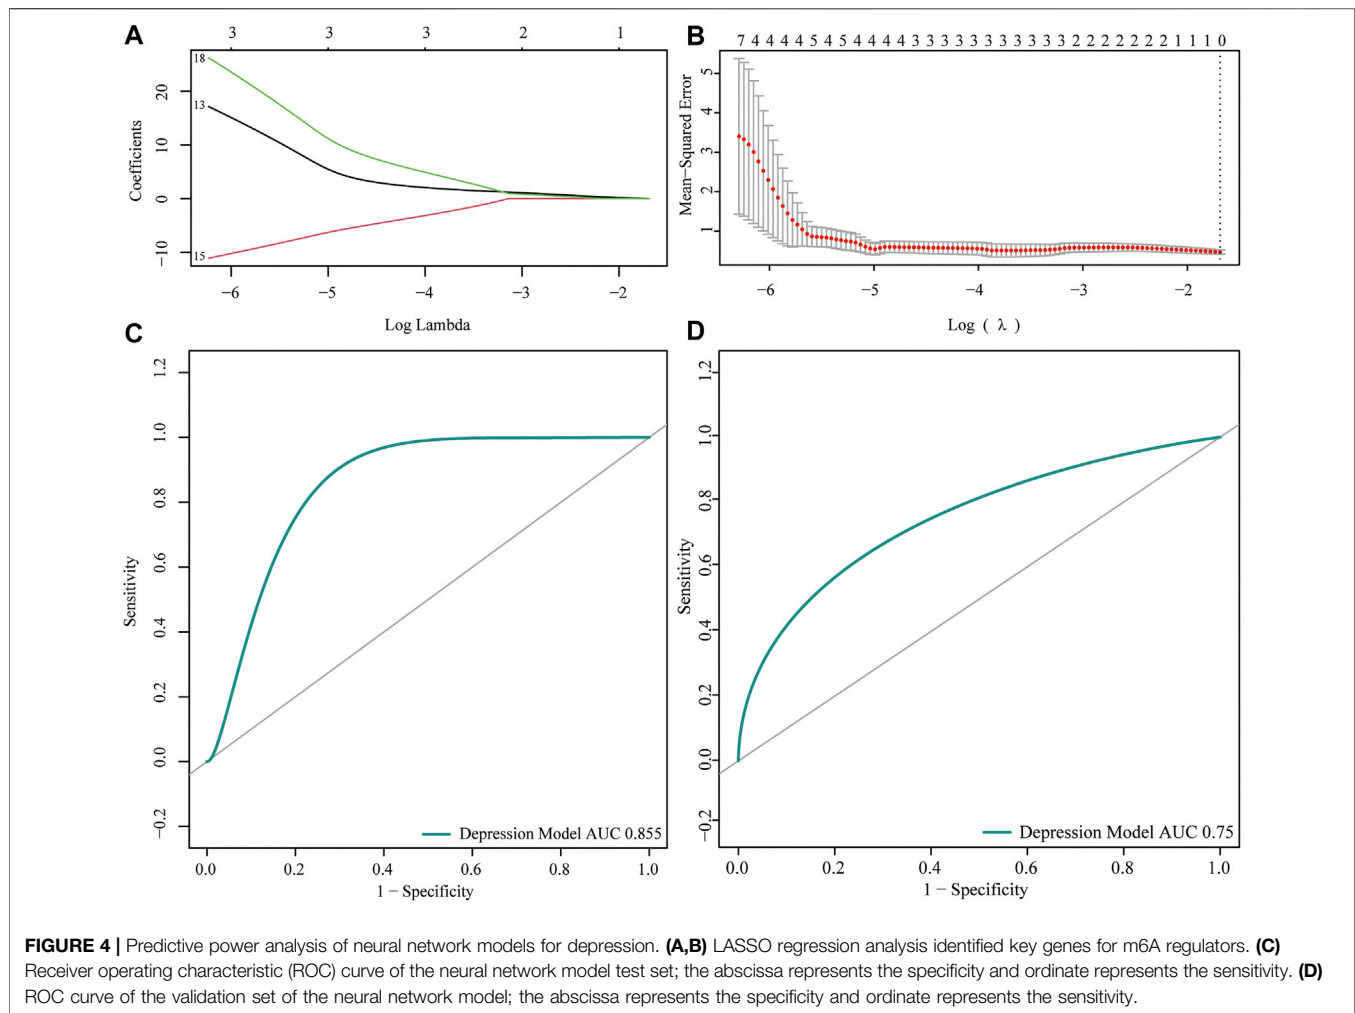 A
3 3 3 2 1
18
13
15
20
10
0
−10
Coefficients
−6 −5 −4 −3 −2
Log Lambda
B
7 4 4 4 4 5 4 5 4 4 4 4 3 3 3 3 3 3 3 3 3 3 3 2 2 2 2 2 2 2 1 1 1 0
5
4
3
2
1
Mean−Squared Error
−6 −5 −4 −3 −2
Log ( λ )
C
1.2
1.0
0.8
0.6
0.4
0.2
0.0
−0.2
Sensitivity
Depression Model AUC 0.855
0.0 0.2 0.4 0.6 0.8 1.0
1 − Specificity
D
1.2
1.0
0.8
0.6
0.4
0.2
0.0
−0.2
Sensitivity
Depression Model AUC 0.75
0.0 0.2 0.4 0.6 0.8 1.0
1 − Specificity
FIGURE 4 | Predictive power analysis of neural network models for depression. (A,B) LASSO regression analysis identified key genes for m6A regulators. (C)
Receiver operating characteristic (ROC) curve of the neural network model test set; the abscissa represents the specificity and ordinate represents the sensitivity. (D)
ROC curve of the validation set of the neural network model; the abscissa represents the specificity and ordinate represents the sensitivity.